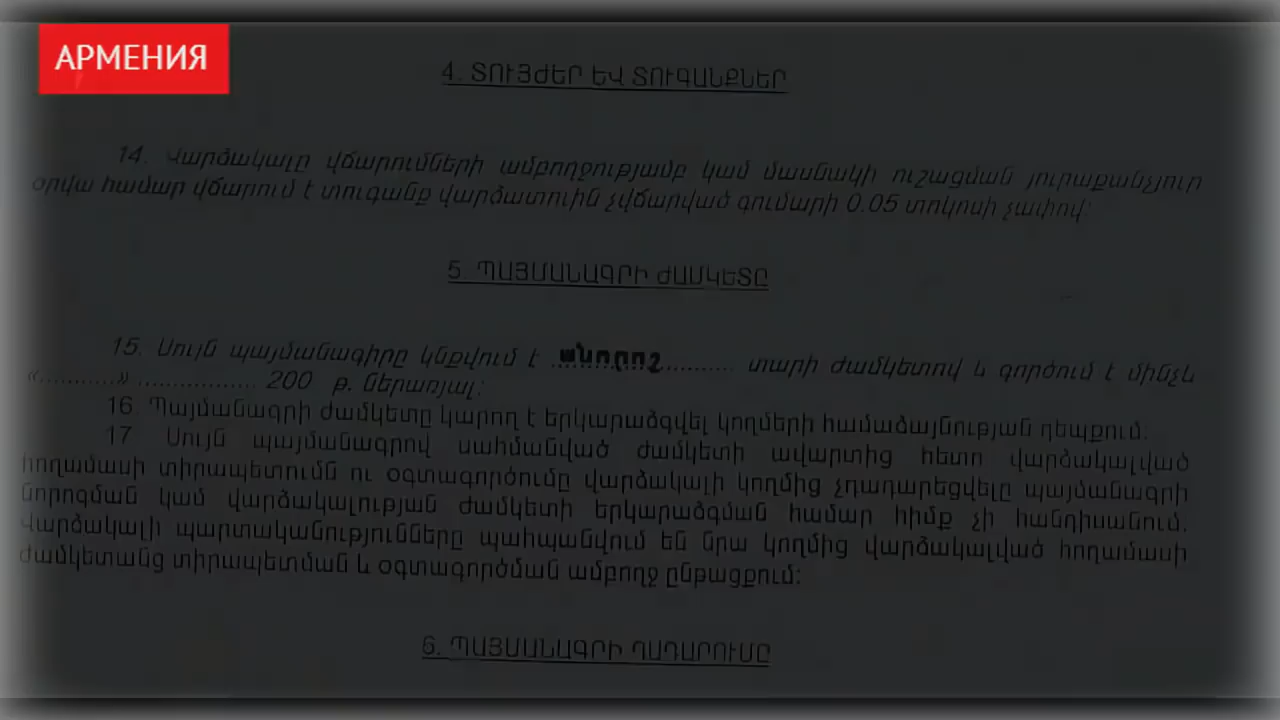 АРМЕНИЯ
4. ՏՈՒՅԺԵՐ ԵՎ ՏՈՒԳԱՆՔՆԵՐ
14. Վարձակալը վճարումների ամբողջությամբ կամ մասնակի ուշացման յուրաքանչյուր
օրվա համար վճարում է տուգանք վարձատուին չվճարված գումարի 0.05 տոկոսի չափով:
5. ՊԱՅՄԱՆԱԳՐԻ ԺԱՄԿԵՏԸ
15. Սույն պայմանագիրը կնքվում է ...անորոշ........... տարի ժամկետով և գործում է մինչև
«............» .................. 200 թ. ներառյալ:
16. Պայմանագրի ժամկետը կարող է երկարաձգվել կողմերի համաձայնության դեպքում.
17 Սույն պայմանագրով սահմանված ժամկետի ավարտից հետո վարձակալված
հողամասի տիրապետումն ու օգտագործումը վարձակալի կողմից չդադարեցվելը պայմանագրի
նորոգման կամ վարձակալության ժամկետի երկարաձգման համար հիմք չի հանդիսանում.
Վարձակալի պարտականությունները պահպանվում են նրա կողմից վարձակալված հողամասի
ժամկետանց տիրապետման և օգտագործման ամբողջ ընթացքում:
6. ՊԱՅՄԱՆԱԳՐԻ ԴԱԴԱՐՈՒՄԸ